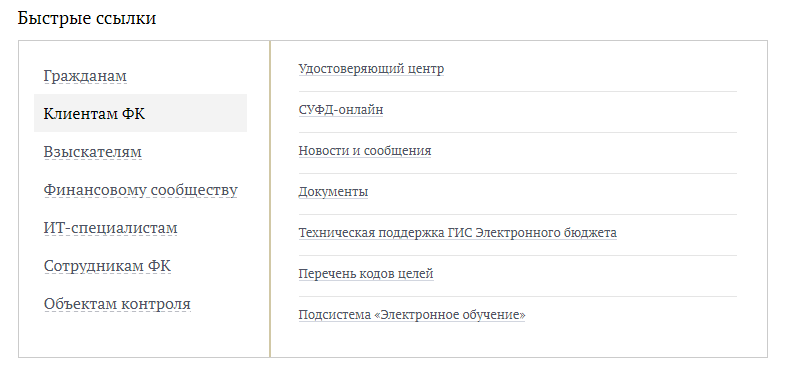 Быстрые ссылки
Гражданам
Клиентам ФК
Взыскателям
Финансовому сообществу
ИТ-специалистам
Сотрудникам ФК
Объектам контроля
Удостоверяющий центр
СУФД-онлайн
Новости и сообщения
Документы
Техническая поддержка ГИС Электронного бюджета
Перечень кодов целей
Подсистема «Электронное обучение»